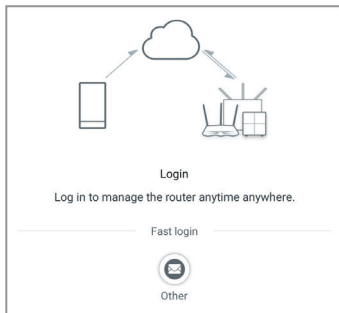 Login
Log in to manage the router anytime anywhere.
Fast login
Other